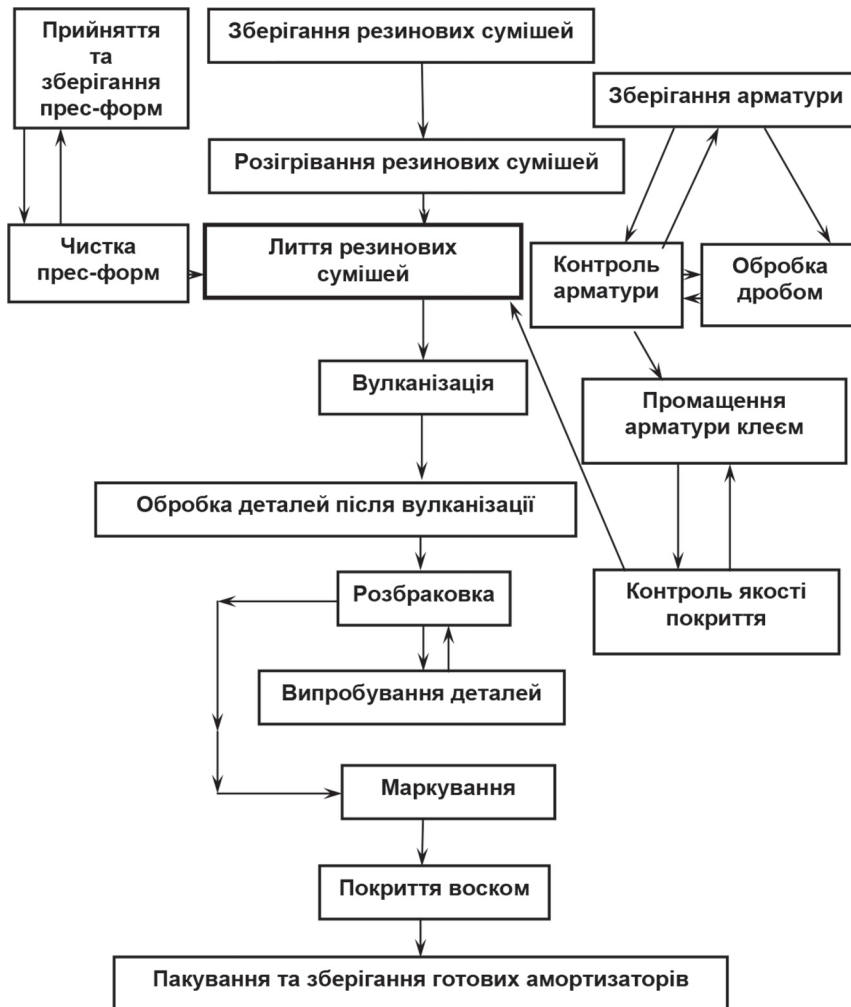 Прийняття
та
зберігання
прес-форм
Зберігання резинових сумішей
Зберігання арматури
Розігрівання резинових сумішей
Чистка
прес-форм
Лиття резинових
сумішей
Контроль
арматури
Обробка
дробом
Вулканізація
Промащення
арматури клеєм
Обробка деталей після вулканізації
Розбраковка
Контроль якості
покриття
Випробування деталей
Маркування
Покриття воском
Пакування та зберігання готових амортизаторів